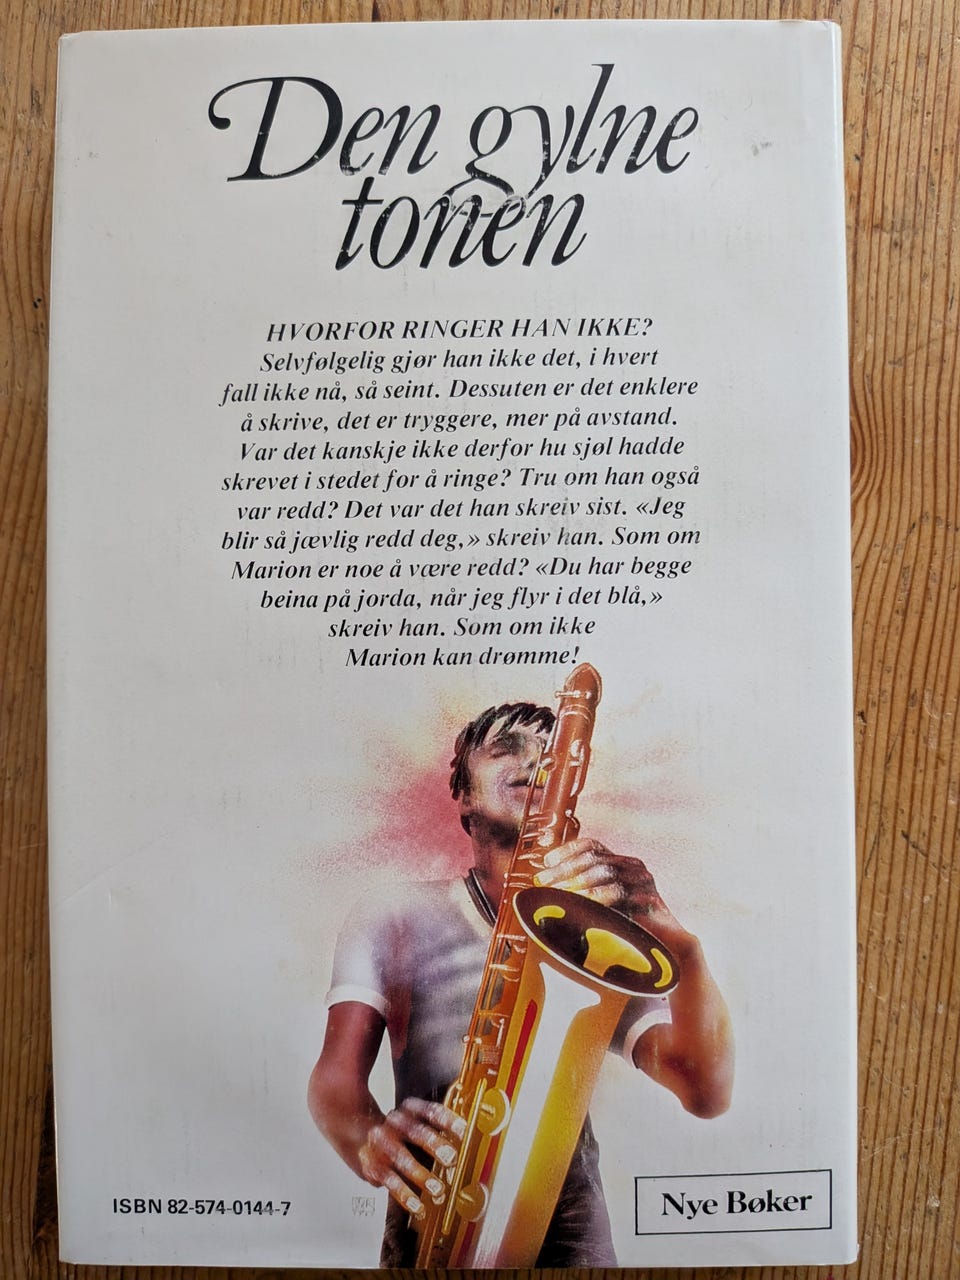 Den gylne
tonen
HVORFOR RINGER HAN IKKE?
Selvfølgelig gjør han ikke det, i hvert
fall ikke nå, så seint. Dessuten er det enklere
å skrive, det er tryggere, mer på avstand.
Var det kanskje ikke derfor hu sjøl hadde
skrevet i stedet for å ringe? Tru om han også
var redd? Det var det han skreiv sist. «Jeg
blir så jævlig redd deg,» skreiv han. Som om
Marion er noe å være redd? «Du har begge
beina på jorda, når jeg flyr i det blå,»
skreiv han. Som om ikke
Marion kan drømme!
ISBN 82-574-0144-7
Nye Bøker